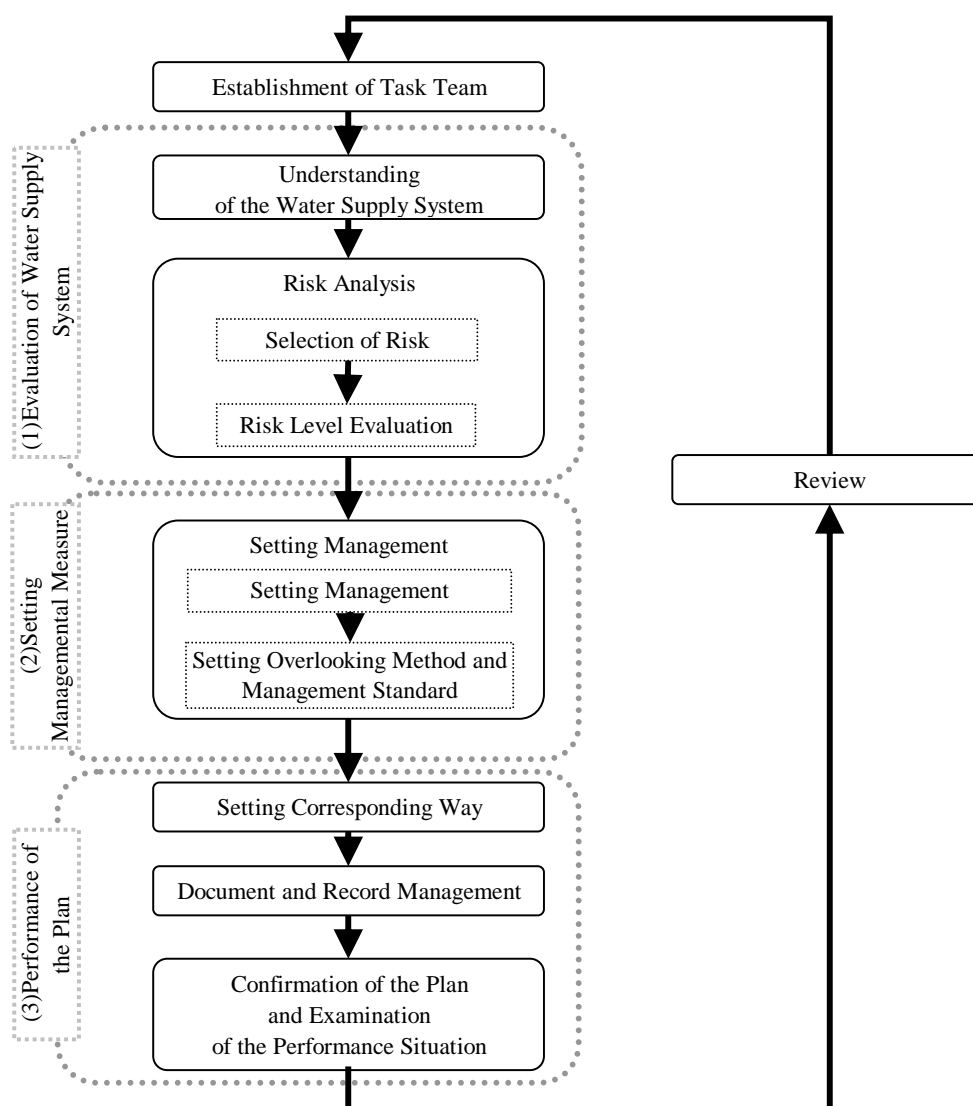 Establishment of Task Team
(1)Evaluation of Water Supply
System
Understanding
of the Water Supply System
Risk Analysis
Selection of Risk
Risk Level Evaluation
Review
(2)Setting
Managemental Measure
Setting Management
Setting Management
Setting Overlooking Method and
Management Standard
(3)Performance of
the Plan
Setting Corresponding Way
Document and Record Management
Confirmation of the Plan
and Examination
of the Performance Situation